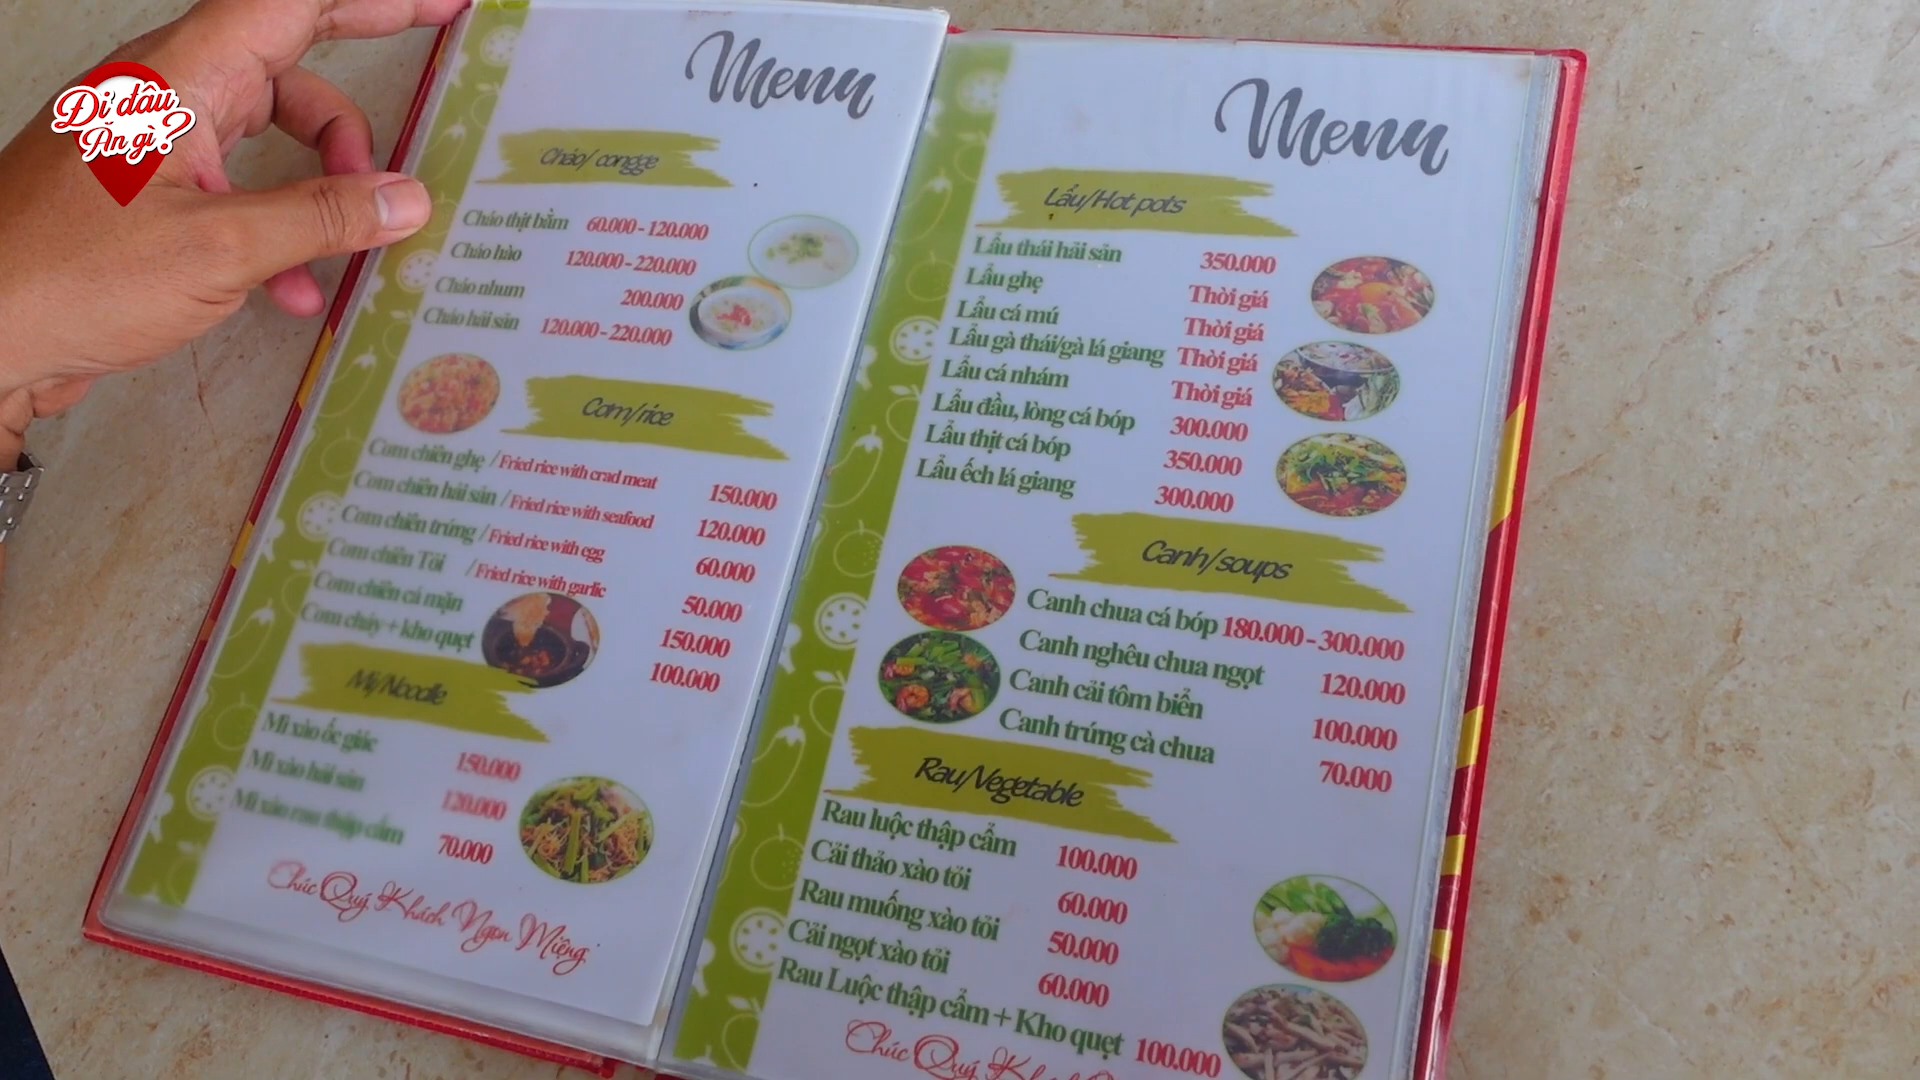 Đi đâu
Ăn gì?
Menu
Cháo/ congge
Cháo thịt bằm 60.000 - 120.000
Cháo hào 120.000 - 220.000
Cháo nhum 200.000
Cháo hải sản 120.000 - 220.000
Cơm/rice
Cơm chiên ghẹ / Fried rice with crad meat 150.000
Cơm chiên hải sản / Fried rice with seafood 120.000
Cơm chiên trứng / Fried rice with egg 60.000
Cơm chiên Tỏi / Fried rice with garlic 50.000
Cơm chiên cá mặn 150.000
Cơm cháy + kho quẹt 100.000
Mì/Noodle
Mì xào ốc giác 150.000
Mì xào hải sản 120.000
Mì xào rau thập cẩm 70.000
Chúc Quý Khách Ngon Miệng
Menu
Lẩu/Hot pots
Lẩu thái hải sản 350.000
Lẩu ghẹ Thời giá
Lẩu cá mú Thời giá
Lẩu gà thái/gà lá giang Thời giá
Lẩu cá nhám Thời giá
Lẩu đầu, lòng cá bóp 300.000
Lẩu thịt cá bóp 350.000
Lẩu ếch lá giang 300.000
Canh/soups
Canh chua cá bóp 180.000 - 300.000
Canh nghêu chua ngọt 120.000
Canh cải tôm biển 100.000
Canh trứng cà chua 70.000
Rau/Vegetable
Rau luộc thập cẩm 100.000
Cải thảo xào tỏi 60.000
Rau muống xào tỏi 50.000
Cải ngọt xào tỏi 60.000
Rau Luộc thập cẩm + Kho quẹt 100.000
Chúc Quý